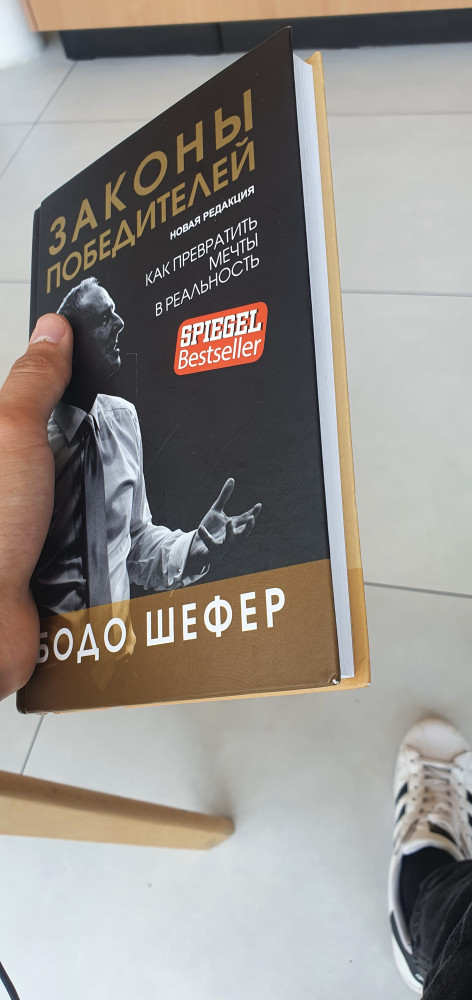 ЗАКОНЫ
ПОБЕДИТЕЛЕЙ
НОВАЯ РЕДАКЦИЯ
КАК ПРЕВРАТИТЬ
МЕЧТЫ
В РЕАЛЬНОСТЬ
SPIEGEL
Bestseller
БОДО ШЕФЕР